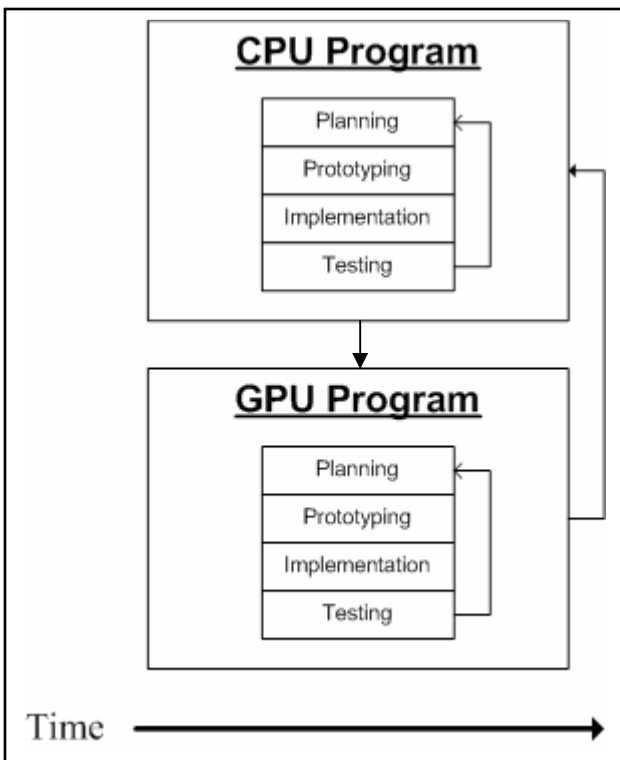 CPU Program
Planning
Prototyping
Implementation
Testing
GPU Program
Planning
Prototyping
Implementation
Testing
Time